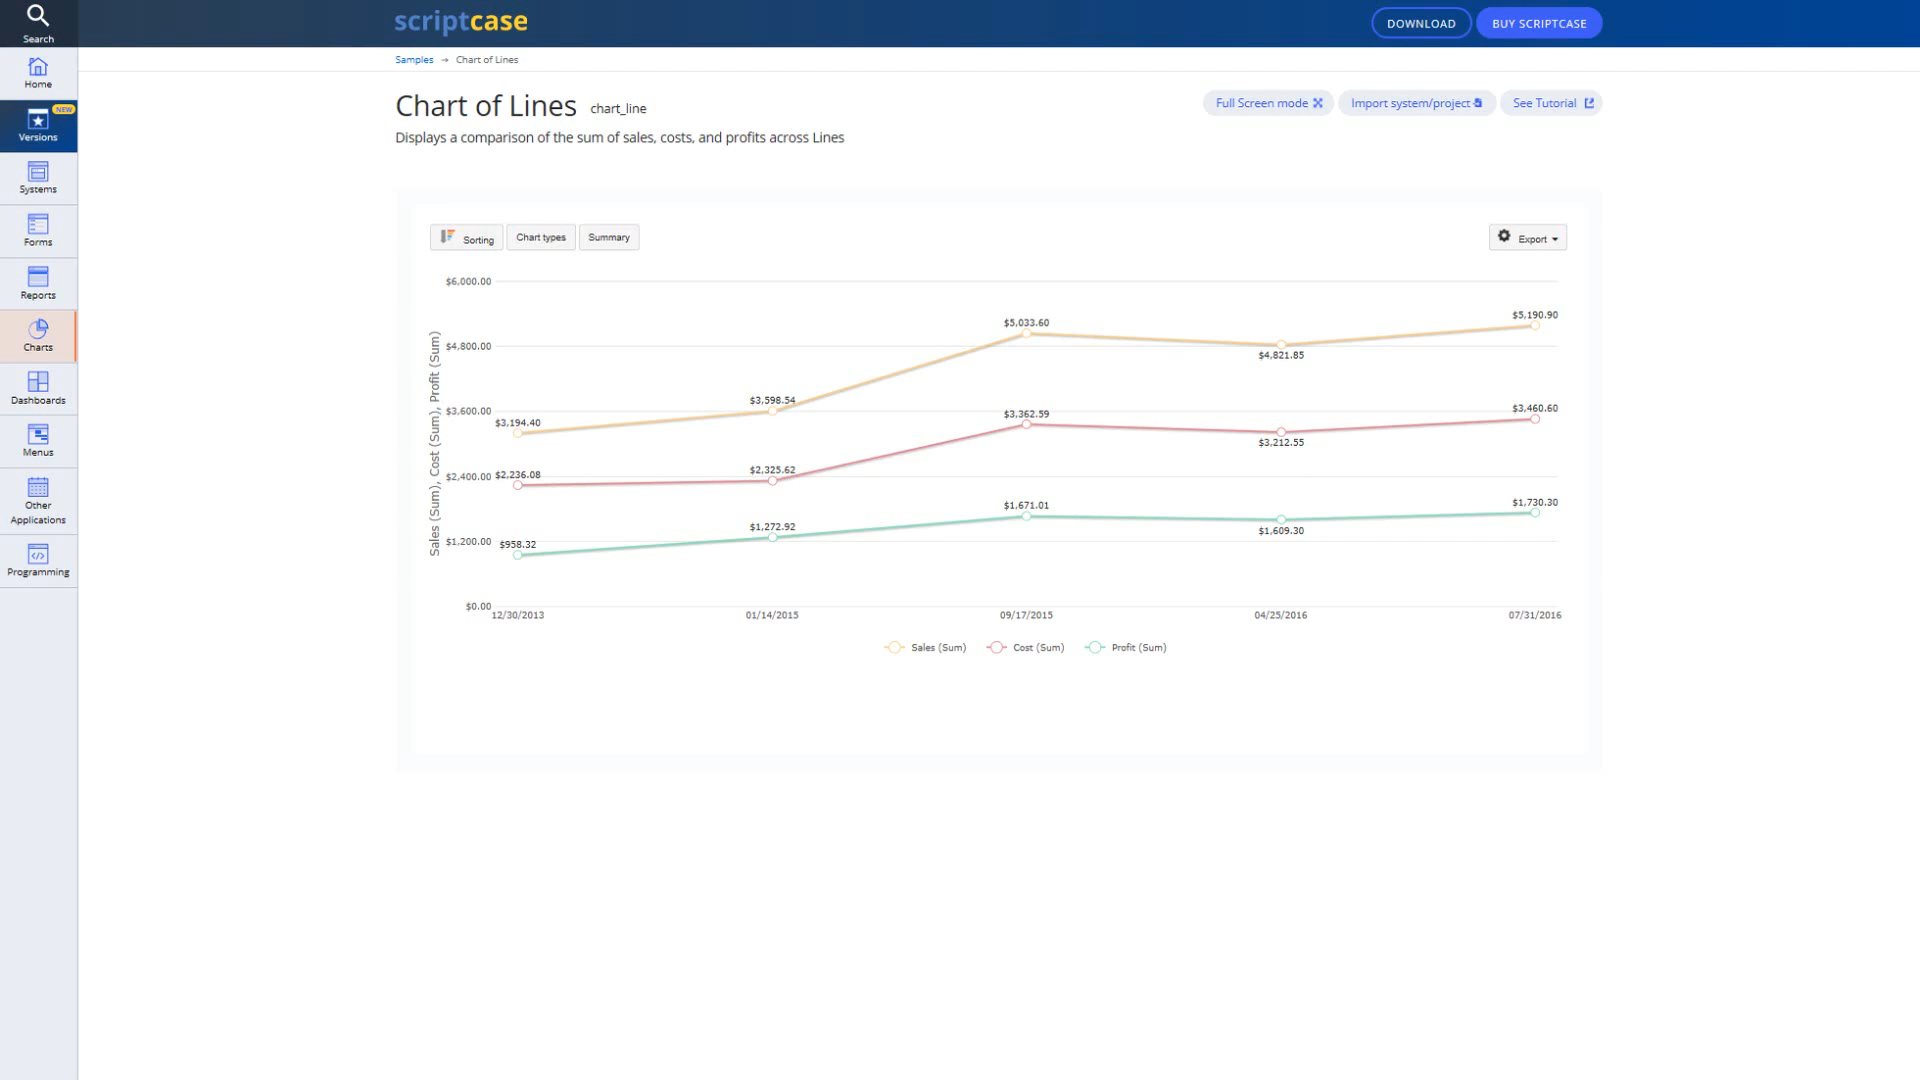 Search
Home
NEW
Versions
Systems
Forms
Reports
Charts
Dashboards
Menus
Other
Applications
Programming
scriptcase
DOWNLOAD
BUY SCRIPTCASE
Samples → Chart of Lines
Chart of Lines chart_line
Full Screen mode
Import system/project
See Tutorial
Displays a comparison of the sum of sales, costs, and profits across Lines
Sorting
Chart types
Summary
Export
Sales (Sum), Cost (Sum), Profit (Sum)
$6,000.00
$4,800.00
$3,600.00
$2,400.00
$1,200.00
$0.00
$3,194.40
$3,598.54
$5,033.60
$4,821.85
$5,190.90
$2,236.08
$2,325.62
$3,362.59
$3,212.55
$3,460.60
$958.32
$1,272.92
$1,671.01
$1,609.30
$1,730.30
12/30/2013
01/14/2015
09/17/2015
04/25/2016
07/31/2016
Sales (Sum)
Cost (Sum)
Profit (Sum)